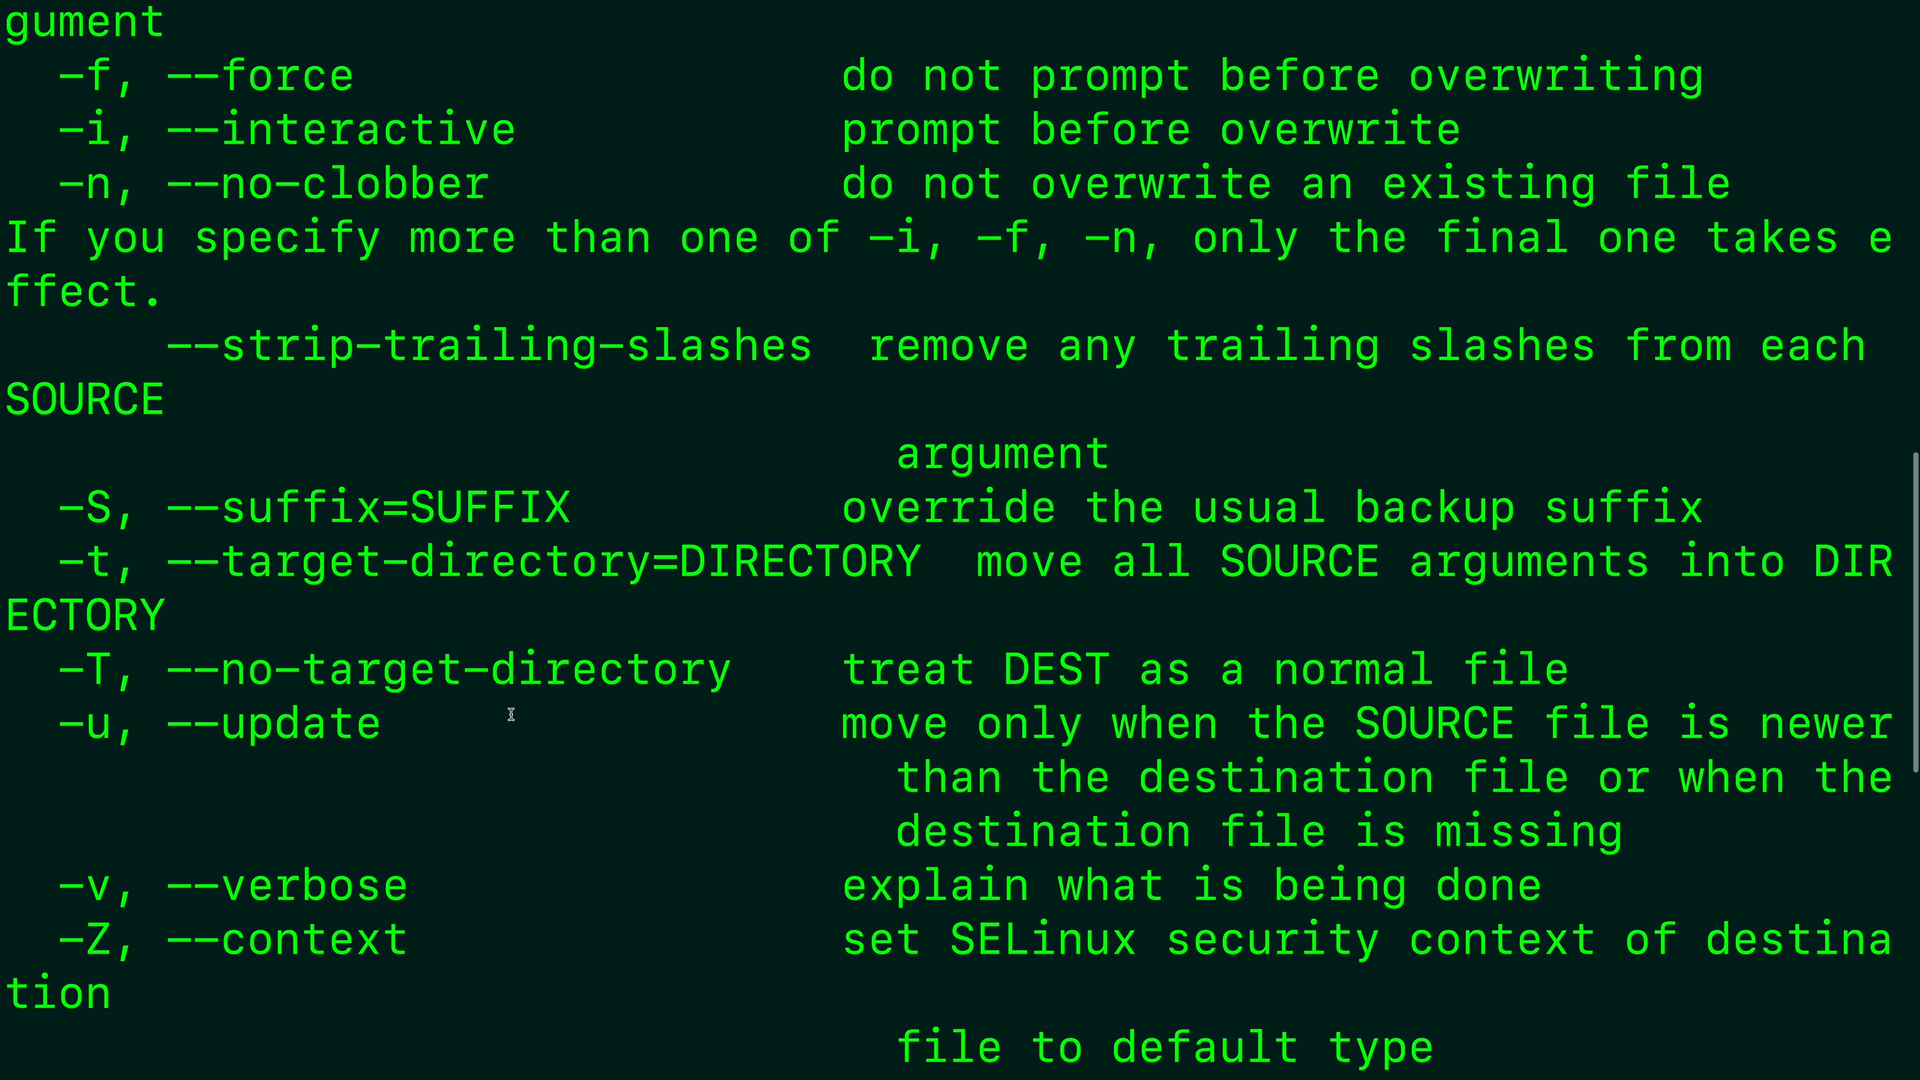 gument
  -f, --force                  do not prompt before overwriting
  -i, --interactive            prompt before overwrite
  -n, --no-clobber             do not overwrite an existing file
If you specify more than one of -i, -f, -n, only the final one takes e
ffect.
      --strip-trailing-slashes  remove any trailing slashes from each
SOURCE
                                 argument
  -S, --suffix=SUFFIX          override the usual backup suffix
  -t, --target-directory=DIRECTORY  move all SOURCE arguments into DIR
ECTORY
  -T, --no-target-directory    treat DEST as a normal file
  -u, --update                 move only when the SOURCE file is newer
                                 than the destination file or when the
                                 destination file is missing
  -v, --verbose                explain what is being done
  -Z, --context                set SELinux security context of destina
tion
                                 file to default type